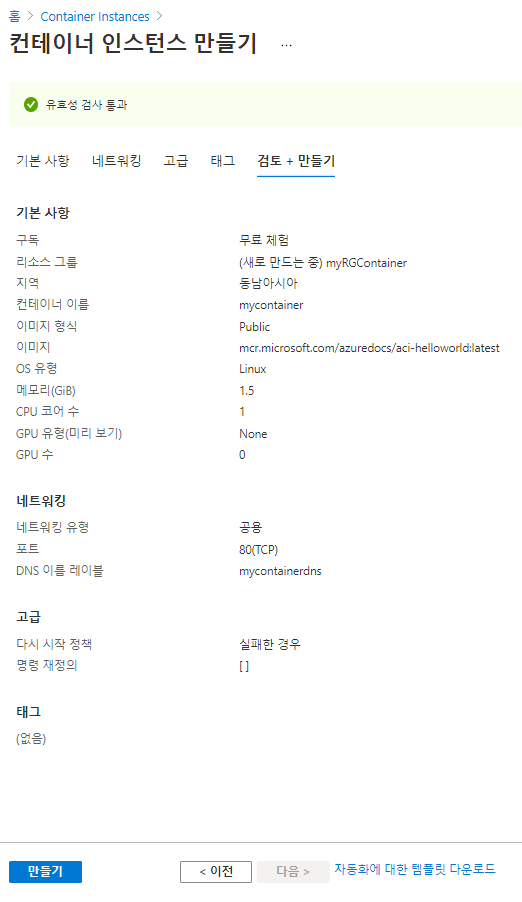 홈 > Container Instances >
컨테이너 인스턴스 만들기 ...
유효성 검사 통과
기본 사항 네트워킹 고급 태그 검토 + 만들기
기본 사항
구독 무료 체험
리소스 그룹 (새로 만드는 중) myRGContainer
지역 동남아시아
컨테이너 이름 mycontainer
이미지 형식 Public
이미지 mcr.microsoft.com/azuredocs/aci-helloworld:latest
OS 유형 Linux
메모리(GiB) 1.5
CPU 코어 수 1
GPU 유형(미리 보기) None
GPU 수 0
네트워킹
네트워킹 유형 공용
포트 80(TCP)
DNS 이름 레이블 mycontainerdns
고급
다시 시작 정책 실패한 경우
명령 재정의 [ ]
태그
(없음)
만들기 < 이전 다음 > 자동화에 대한 템플릿 다운로드